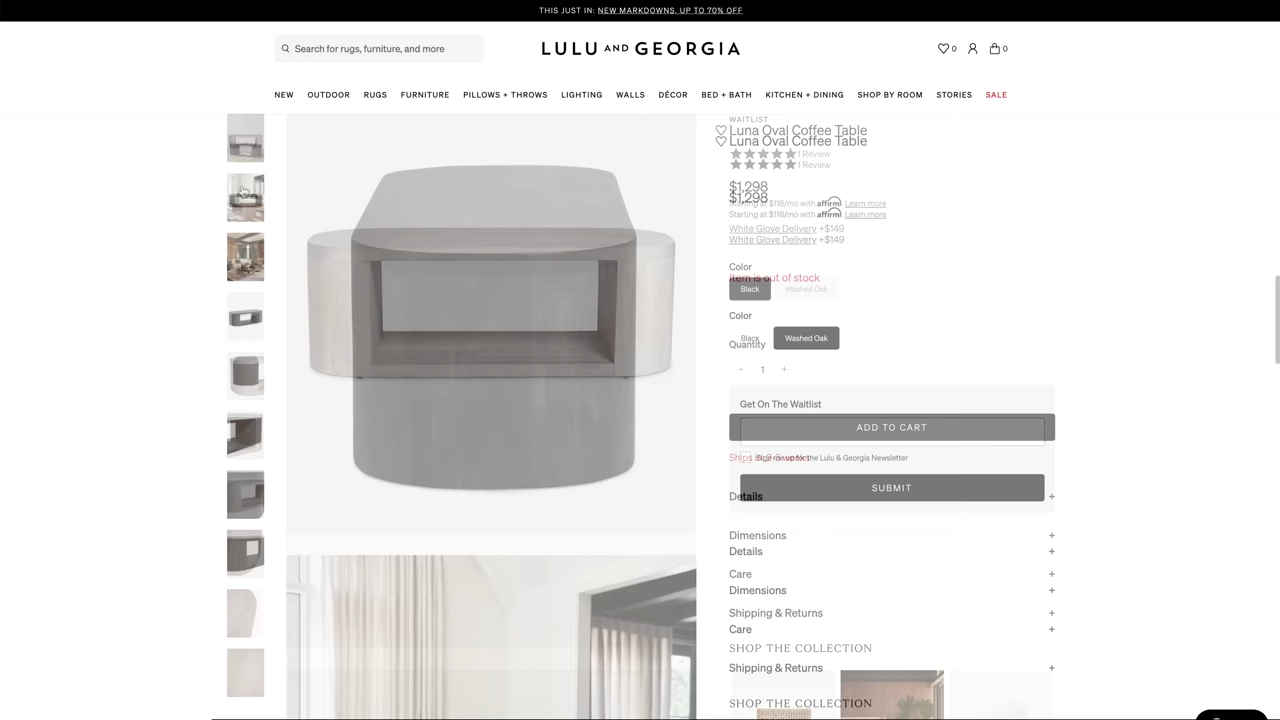 THIS JUST IN: NEW MARKDOWNS, UP TO 70% OFF
Search for rugs, furniture, and more
LULU AND GEORGIA
0
0
NEW OUTDOOR RUGS FURNITURE PILLOWS + THROWS LIGHTING WALLS DÉCOR BED + BATH KITCHEN + DINING SHOP BY ROOM STORIES SALE
WAITLIST
Luna Oval Coffee Table
Luna Oval Coffee Table
1 Review
1 Review
$1,298
$1,298
Starting at $118/mo with affirm. Learn more
Starting at $118/mo with affirm. Learn more
White Glove Delivery +$149
White Glove Delivery +$149
Color
Item is out of stock
Black Washed Oak
Color
Black Washed Oak
Quantity
- 1 +
Get On The Waitlist
ADD TO CART
Ships the Lulu & Georgia Newsletter
SUBMIT
Details +
Dimensions +
Details +
Care +
Dimensions +
Shipping & Returns +
Care +
SHOP THE COLLECTION
Shipping & Returns +
SHOP THE COLLECTION